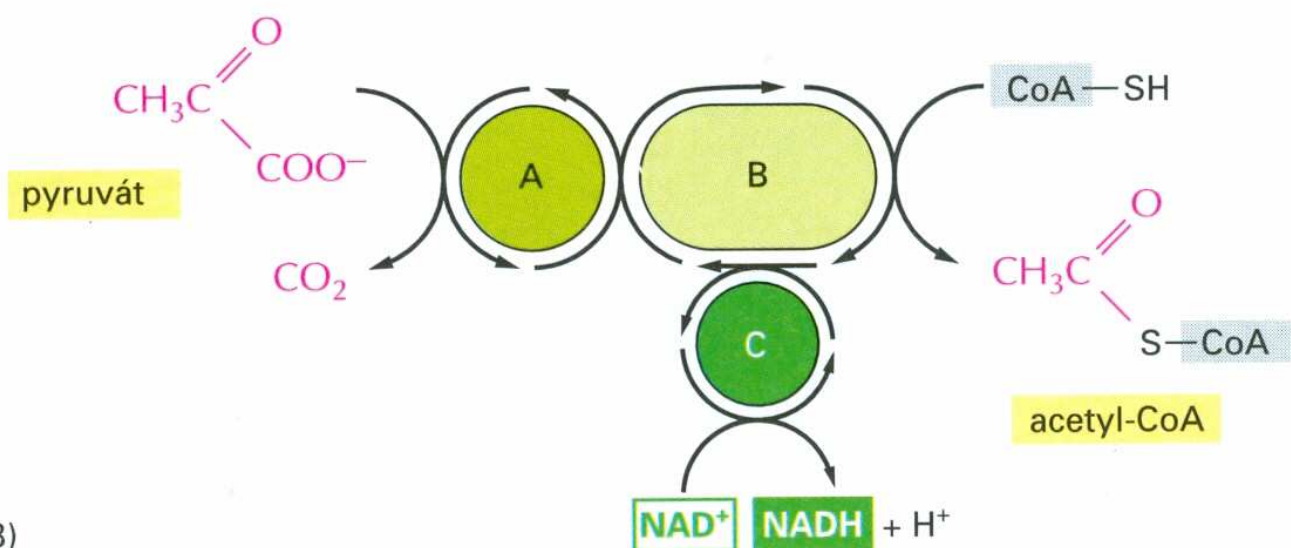 O
CH₃C
COO⁻
pyruvát
CO₂
A
B
C
CoA—SH
O
CH₃C
S—CoA
acetyl-CoA
NAD⁺ NADH + H⁺
B)